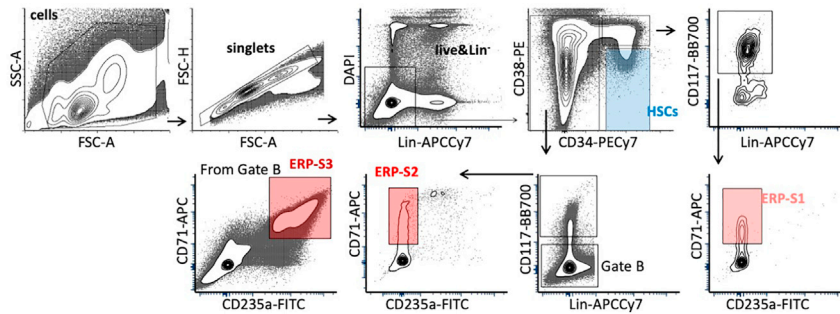 cells
SSC-A
FSC-A
singlets
FSC-H
FSC-A
live&Lin-
DAPI
Lin-APCCy7
CD38-PE
HSCs
CD34-PECy7
CD117-BB700
Lin-APCCy7
From Gate B
ERP-S3
CD71-APC
CD235a-FITC
ERP-S2
CD71-APC
CD235a-FITC
CD117-BB700
Gate B
Lin-APCCy7
CD71-APC
ERP-S1
CD235a-FITC